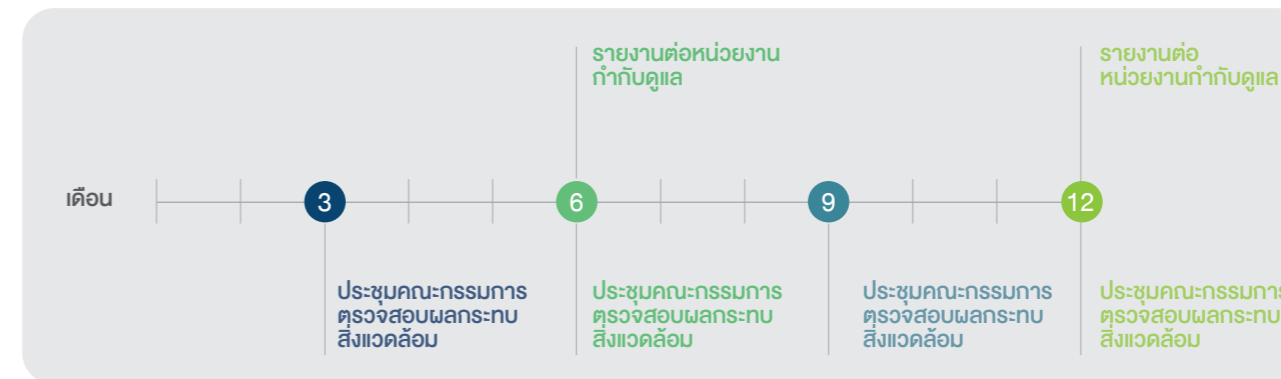 รายงานต่อหน่วยงาน
กำกับดูแล
รายงานต่อ
หน่วยงานกำกับดูแล
เดือน
3
6
9
12
ประชุมคณะกรรมการ
ตรวจสอบผลกระทบ
สิ่งแวดล้อม
ประชุมคณะกรรมการ
ตรวจสอบผลกระทบ
สิ่งแวดล้อม
ประชุมคณะกรรมการ
ตรวจสอบผลกระทบ
สิ่งแวดล้อม
ประชุมคณะกรรมการ
ตรวจสอบผลกระทบ
สิ่งแวดล้อม